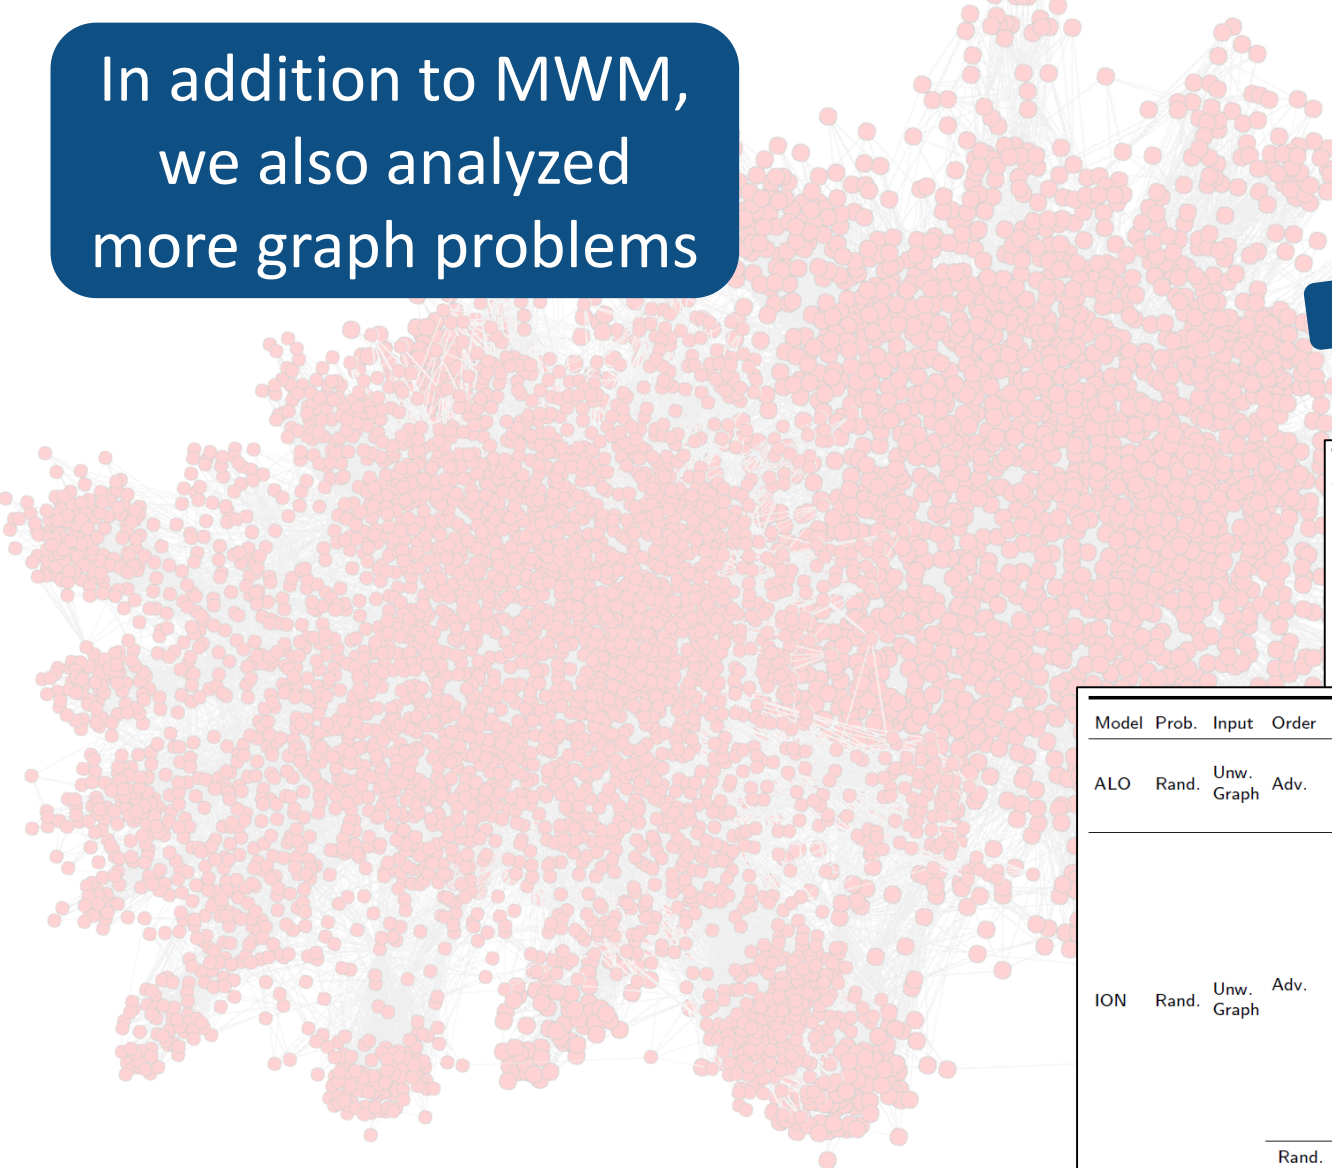 In addition to MWM,
we also analyzed
more graph problems
Model Prob. Input Order
ALO Rand. Unw. Graph Adv.
ION Rand. Unw. Graph Adv.
Rand.